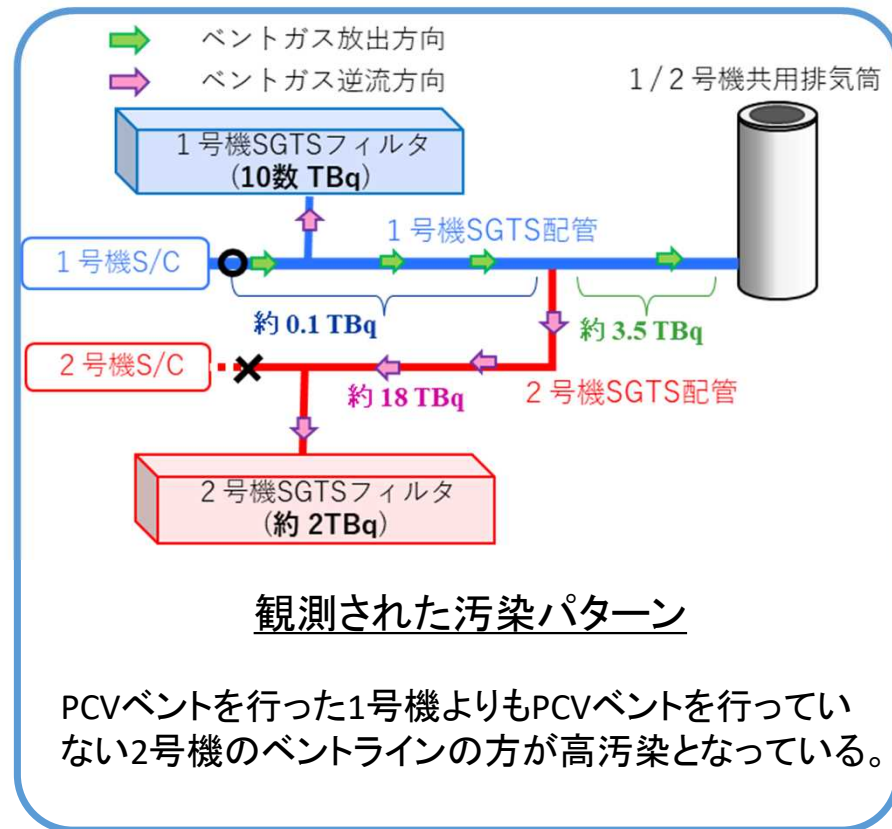 ベントガス放出方向
ベントガス逆流方向
1 / 2 号機共用排気筒
1 号機SGTSフィルタ
(10数 TBq)
1 号機SGTS配管
1 号機S/C
約 0.1 TBq
約 3.5 TBq
2 号機S/C
約 18 TBq
2 号機SGTS配管
2 号機SGTSフィルタ
(約 2TBq)
観測された汚染パターン
PCVベントを行った1号機よりもPCVベントを行ってい
ない2号機のベントラインの方が高汚染となっている。